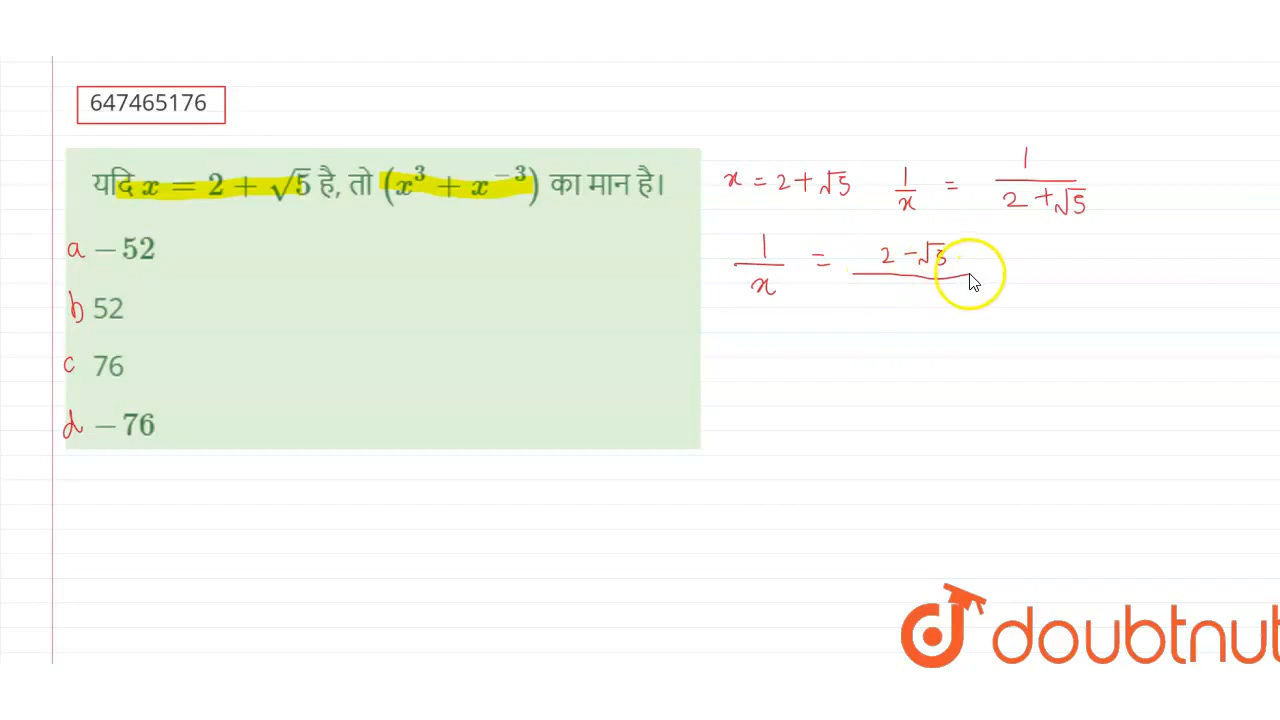 647465176
यदि x = 2 + √5 है, तो (x³ + x⁻³) का मान है।
a −52
b 52
c 76
d −76
x = 2 + √5 1/x = 1/(2 + √5)
1/x = 2 − √5
doubtnut